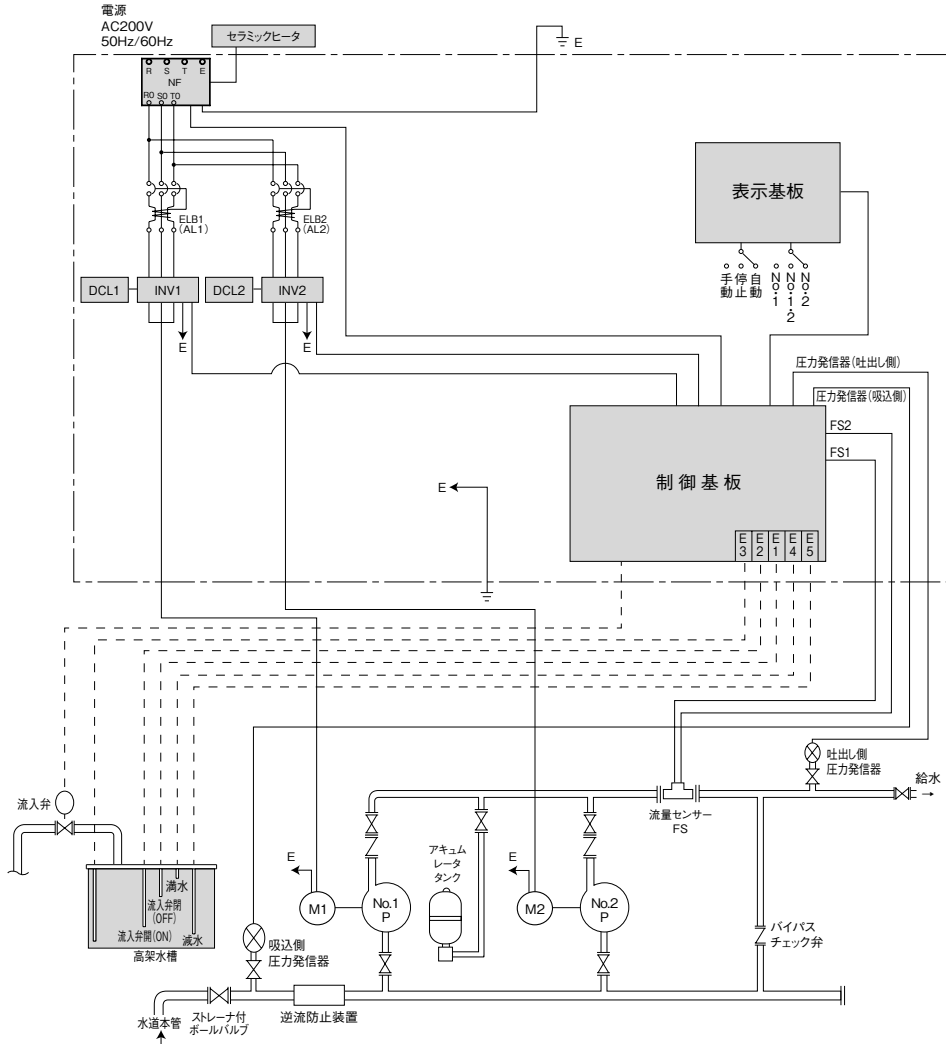 電源
AC200V
50Hz/60Hz
セラミックヒータ
E
R S T E
NF
R0 S0 T0
表示基板
ELB1
(AL1)
ELB2
(AL2)
手動
停止
自動
No.1
No.1・2
No.2
DCL1
INV1
DCL2
INV2
E
E
圧力発信器(吐出し側)
圧力発信器(吸込側)
FS2
FS1
制御基板
E
E3 E2 E1 E4 E5
吐出し側
圧力発信器
給水
流入弁
流量センサー
FS
アキュム
レータ
タンク
E
E
満水
流入弁閉
(OFF)
流入弁開(ON)
減水
高架水槽
M1
No.1
P
M2
No.2
P
吸込側
圧力発信器
バイパス
チェック弁
水道本管
ストレーナ付
ボールバルブ
逆流防止装置